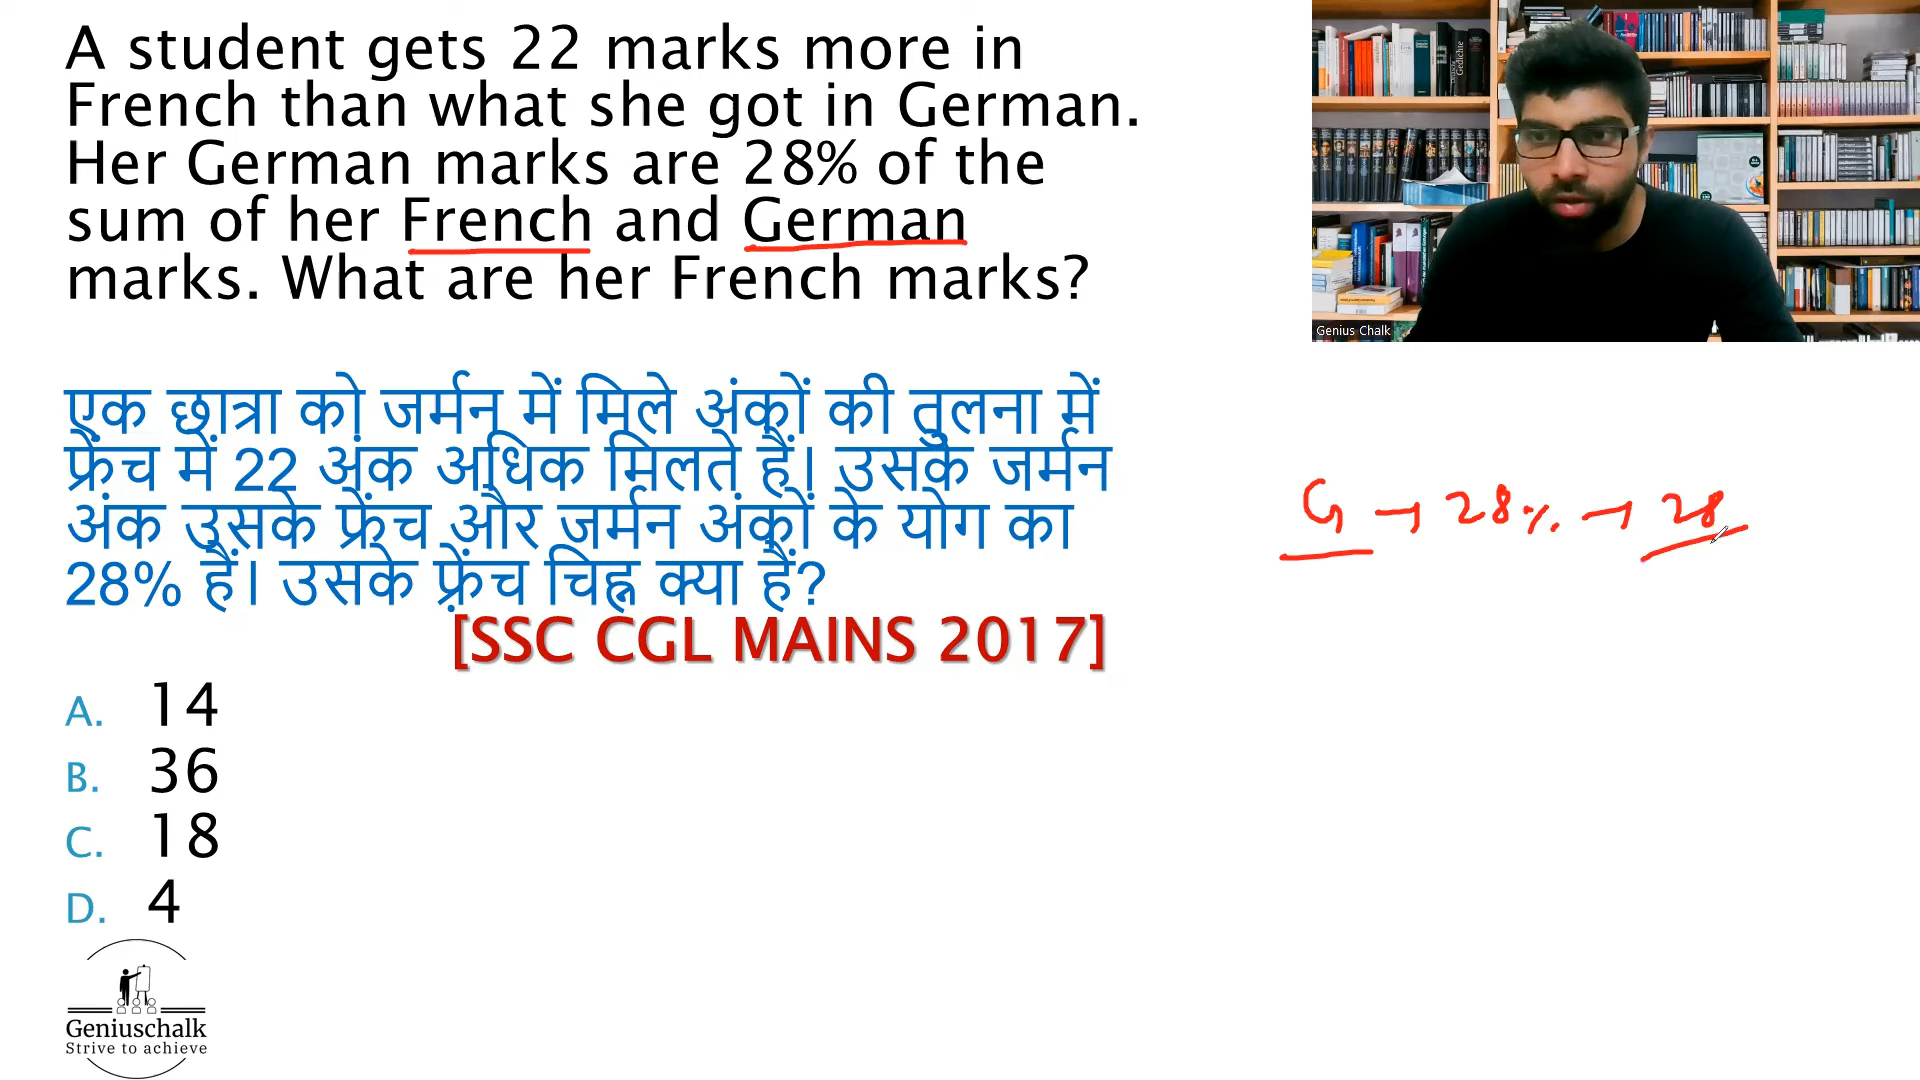 A student gets 22 marks more in
French than what she got in German.
Her German marks are 28% of the
sum of her French and German
marks. What are her French marks?
एक छात्रा को जर्मन में मिले अंकों की तुलना में
फ्रेंच में 22 अंक अधिक मिलते हैं। उसके जर्मन
अंक उसके फ्रेंच और जर्मन अंकों के योग का
28% हैं। उसके फ़्रेंच चिह्न क्या हैं?
[SSC CGL MAINS 2017]
A. 14
B. 36
C. 18
D. 4
Geniuschalk
Strive to achieve
Genius Chalk
Gedichte
G → 28% → 28